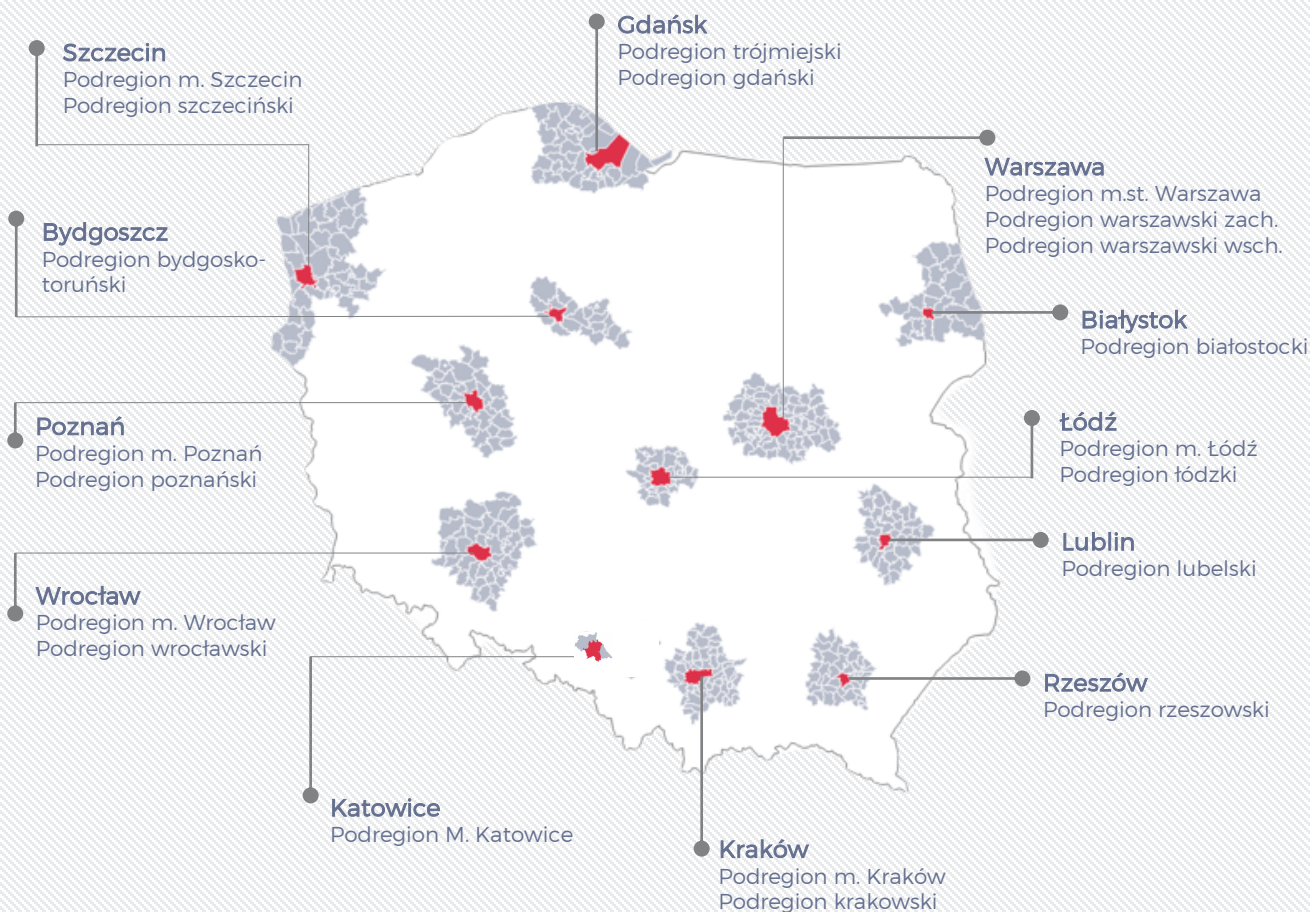 Gdańsk
Podregion trójmiejski
Podregion gdański
Szczecin
Podregion m. Szczecin
Podregion szczeciński
Warszawa
Podregion m.st. Warszawa
Podregion warszawski zach.
Podregion warszawski wsch.
Bydgoszcz
Podregion bydgosko-
toruński
Białystok
Podregion białostocki
Poznań
Podregion m. Poznań
Podregion poznański
Łódź
Podregion m. Łódź
Podregion łódzki
Lublin
Podregion lubelski
Wrocław
Podregion m. Wrocław
Podregion wrocławski
Rzeszów
Podregion rzeszowski
Katowice
Podregion M. Katowice
Kraków
Podregion m. Kraków
Podregion krakowski